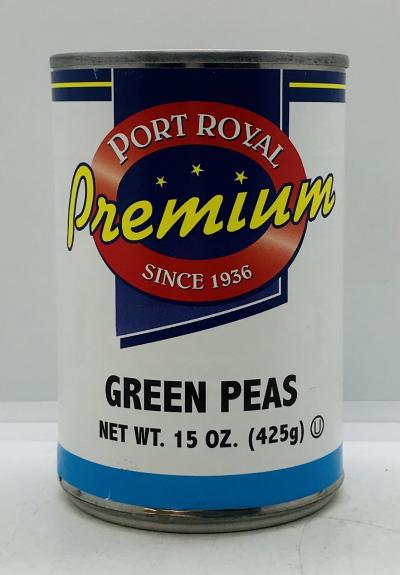 PORT ROYAL
Premium
SINCE 1936
GREEN PEAS
NET WT. 15 OZ. (425g) Ⓤ